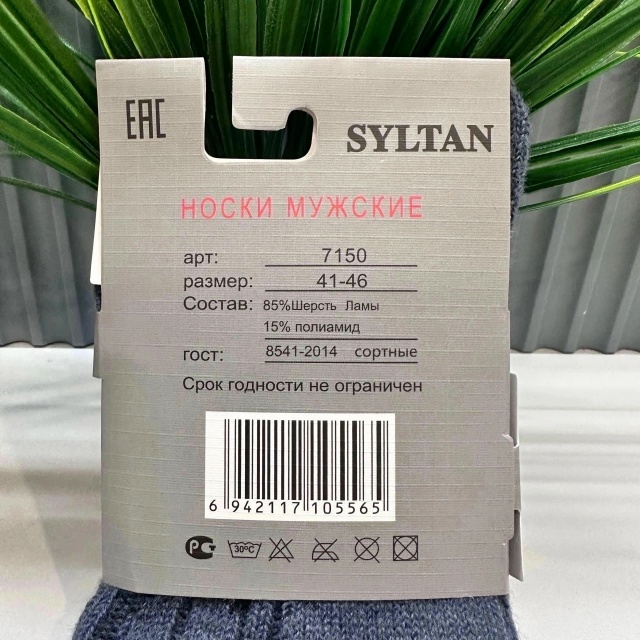 EAC
SYLTAN
НОСКИ МУЖСКИЕ
арт: 7150
размер: 41-46
Состав: 85%Шерсть Ламы
15% полиамид
гост: 8541-2014 сортные
Срок годности не ограничен
6 942117 105565
РС 30°C